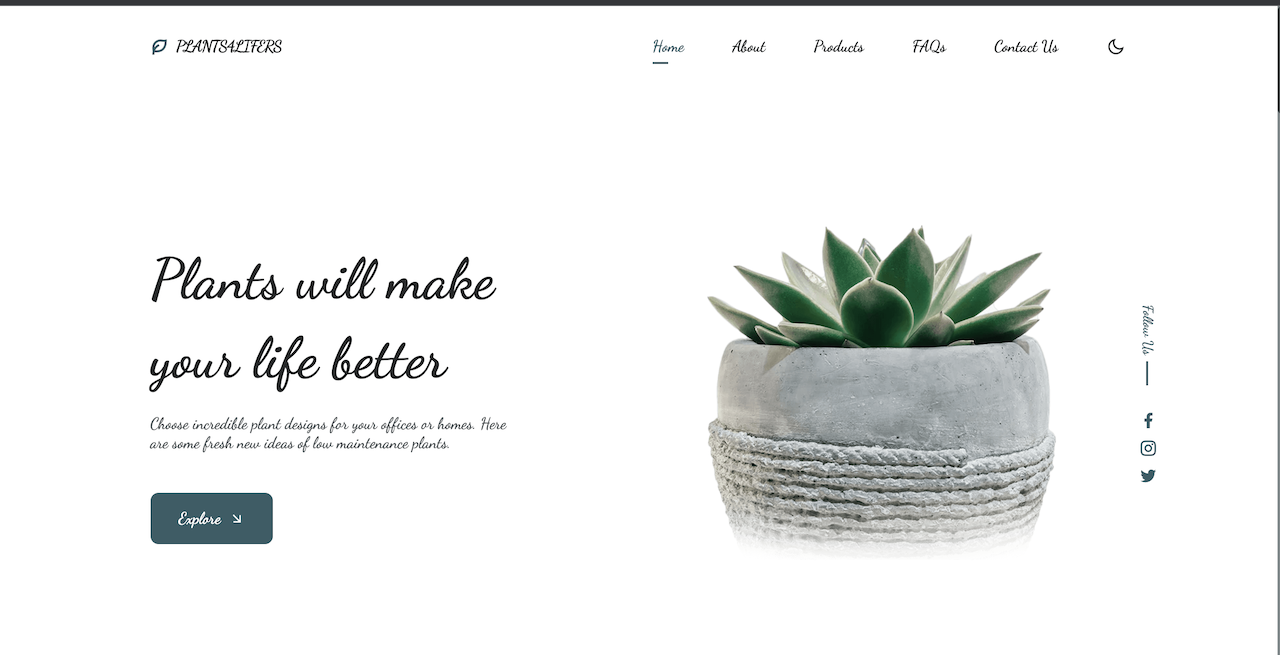 PLANTS4LIFERS
Home About Products FAQs Contact Us
Plants will make
your life better
Choose incredible plant designs for your offices or homes. Here
are some fresh new ideas of low maintenance plants.
Explore
Follow Us